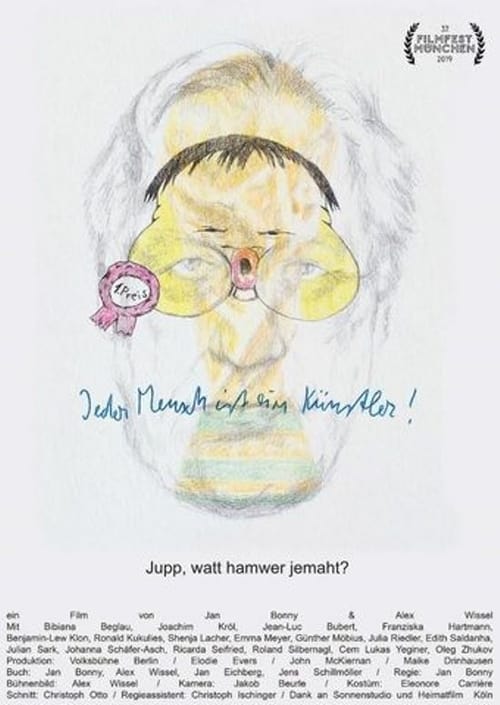 37
FILMFEST
MÜNCHEN
2019
1. Preis
Jeder Mensch ist ein Künstler!
Jupp, watt hamwer jemaht?
ein Film von Jan Bonny & Alex Wissel
Mit Bibiana Beglau, Joachim Król, Jean-Luc Bubert, Franziska Hartmann,
Benjamin-Lew Klon, Ronald Kukulies, Shenja Lacher, Emma Meyer, Günther Möbius, Julia Riedler, Edith Saldanha,
Julian Sark, Johanna Schäfer-Asch, Ricarda Seifried, Roland Silbernagl, Cem Lukas Yeginer, Oleg Zhukov
Produktion: Volksbühne Berlin / Elodie Evers / John McKiernan / Maike Drinhausen
Buch: Jan Bonny, Alex Wissel, Jan Eichberg, Jens Schillmöller / Regie: Jan Bonny
Bühnenbild: Alex Wissel / Kamera: Jakob Beurle / Kostüm: Eleonore Carrière
Schnitt: Christoph Otto / Regieassistent: Christoph Ischinger / Dank an Sonnenstudio und Heimatfilm Köln